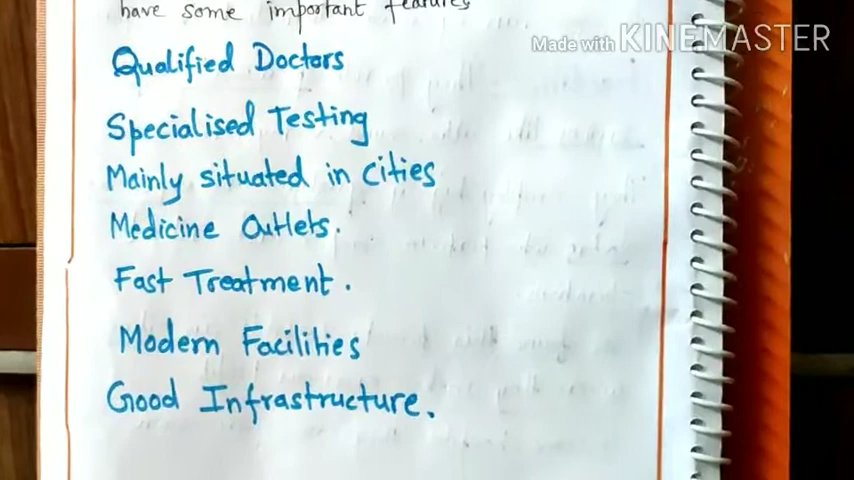 have some important features
Made with KINEMASTER
Qualified Doctors
Specialised Testing
Mainly situated in Cities
Medicine Outlets.
Fast Treatment.
Modern Facilities
Good Infrastructure.